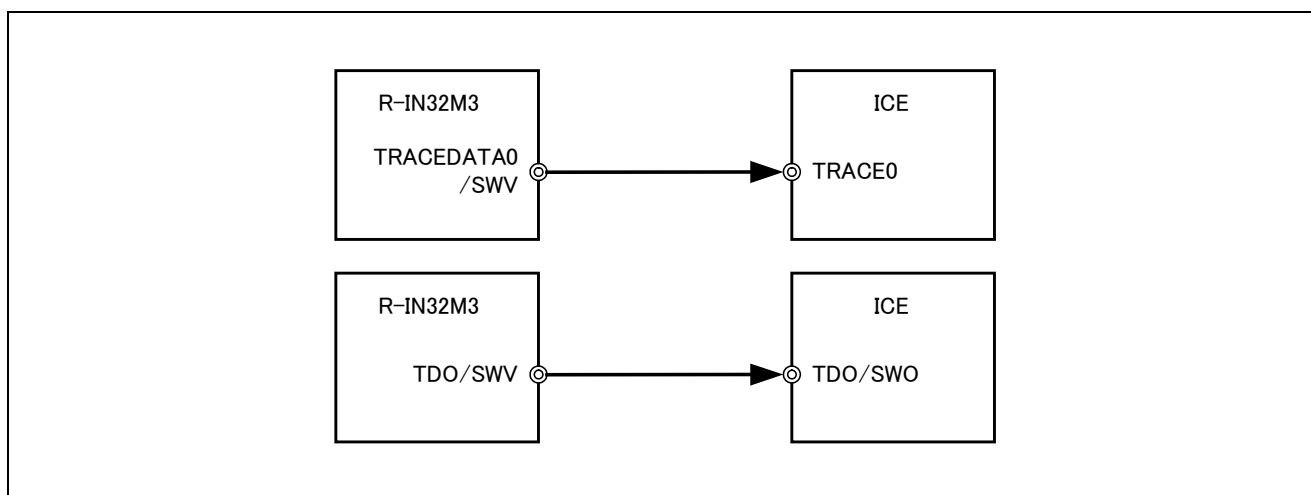 R-IN32M3
TRACEDATA0
/SWV
ICE
TRACE0
R-IN32M3
TDO/SWV
ICE
TDO/SWO